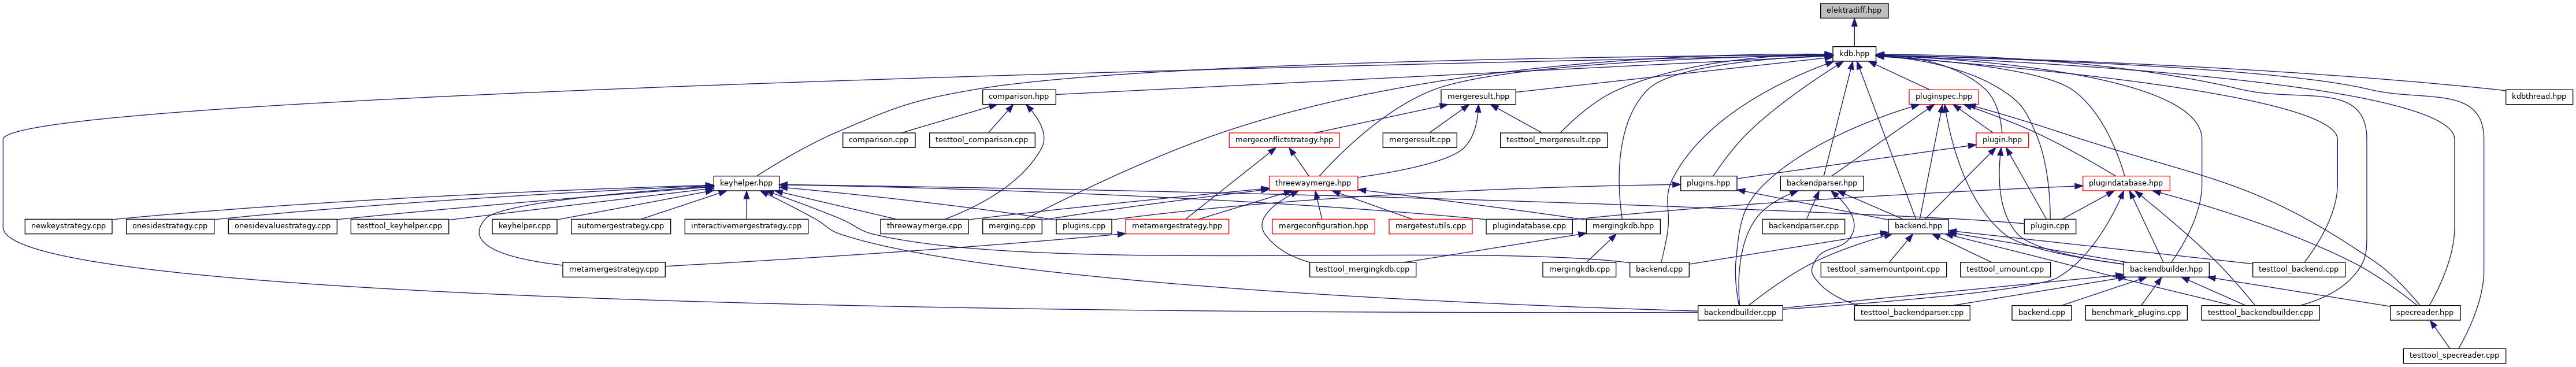 elektradiff.hpp
kdb.hpp
comparison.hpp
mergeresult.hpp
pluginspec.hpp
kdbthread.hpp
comparison.cpp
testtool_comparison.cpp
mergeconflictstrategy.hpp
mergeresult.cpp
testtool_mergeresult.cpp
plugin.hpp
keyhelper.hpp
threewaymerge.hpp
plugins.hpp
backendparser.hpp
plugindatabase.hpp
newkeystrategy.cpp
onesidestrategy.cpp
onesidevaluestrategy.cpp
testtool_keyhelper.cpp
keyhelper.cpp
automergestrategy.cpp
interactivemergestrategy.cpp
threewaymerge.cpp
merging.cpp
plugins.cpp
metamergestrategy.hpp
mergeconfiguration.hpp
mergetestutils.cpp
plugindatabase.cpp
mergingkdb.hpp
backendparser.cpp
backend.hpp
plugin.cpp
metamergestrategy.cpp
testtool_mergingkdb.cpp
mergingkdb.cpp
backend.cpp
testtool_samemountpoint.cpp
testtool_umount.cpp
backendbuilder.hpp
testtool_backend.cpp
backendbuilder.cpp
testtool_backendparser.cpp
backend.cpp
benchmark_plugins.cpp
testtool_backendbuilder.cpp
specreader.hpp
testtool_specreader.cpp